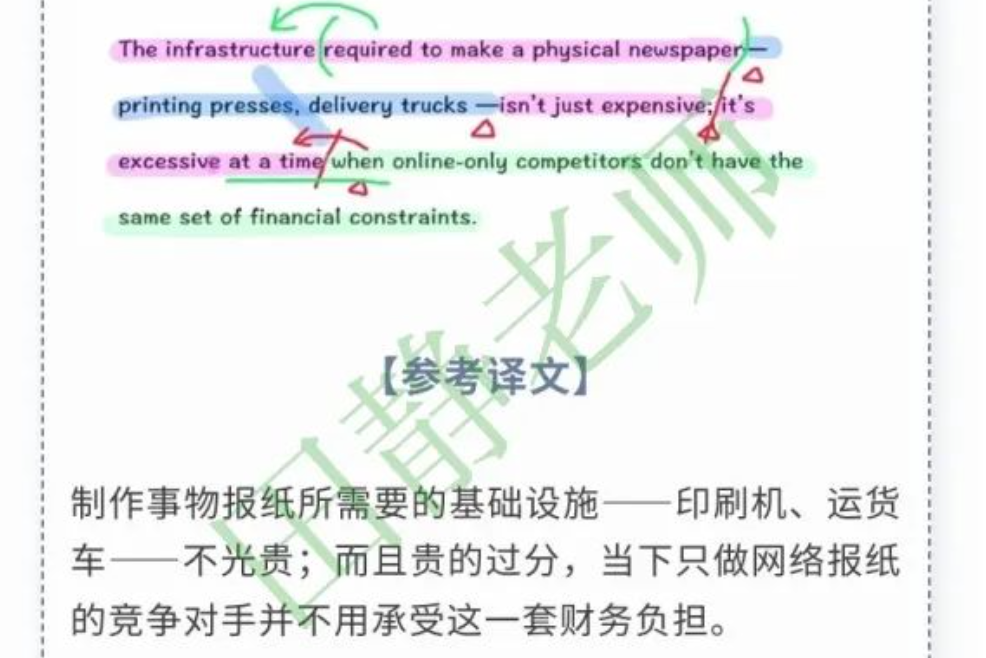 The infrastructure required to make a physical newspaper—
printing presses, delivery trucks —isn't just expensive; it's
excessive at a time when online-only competitors don't have the
same set of financial constraints.
田静老师
【参考译文】
制作事物报纸所需要的基础设施——印刷机、运货
车——不光贵；而且贵的过分，当下只做网络报纸
的竞争对手并不用承受这一套财务负担。